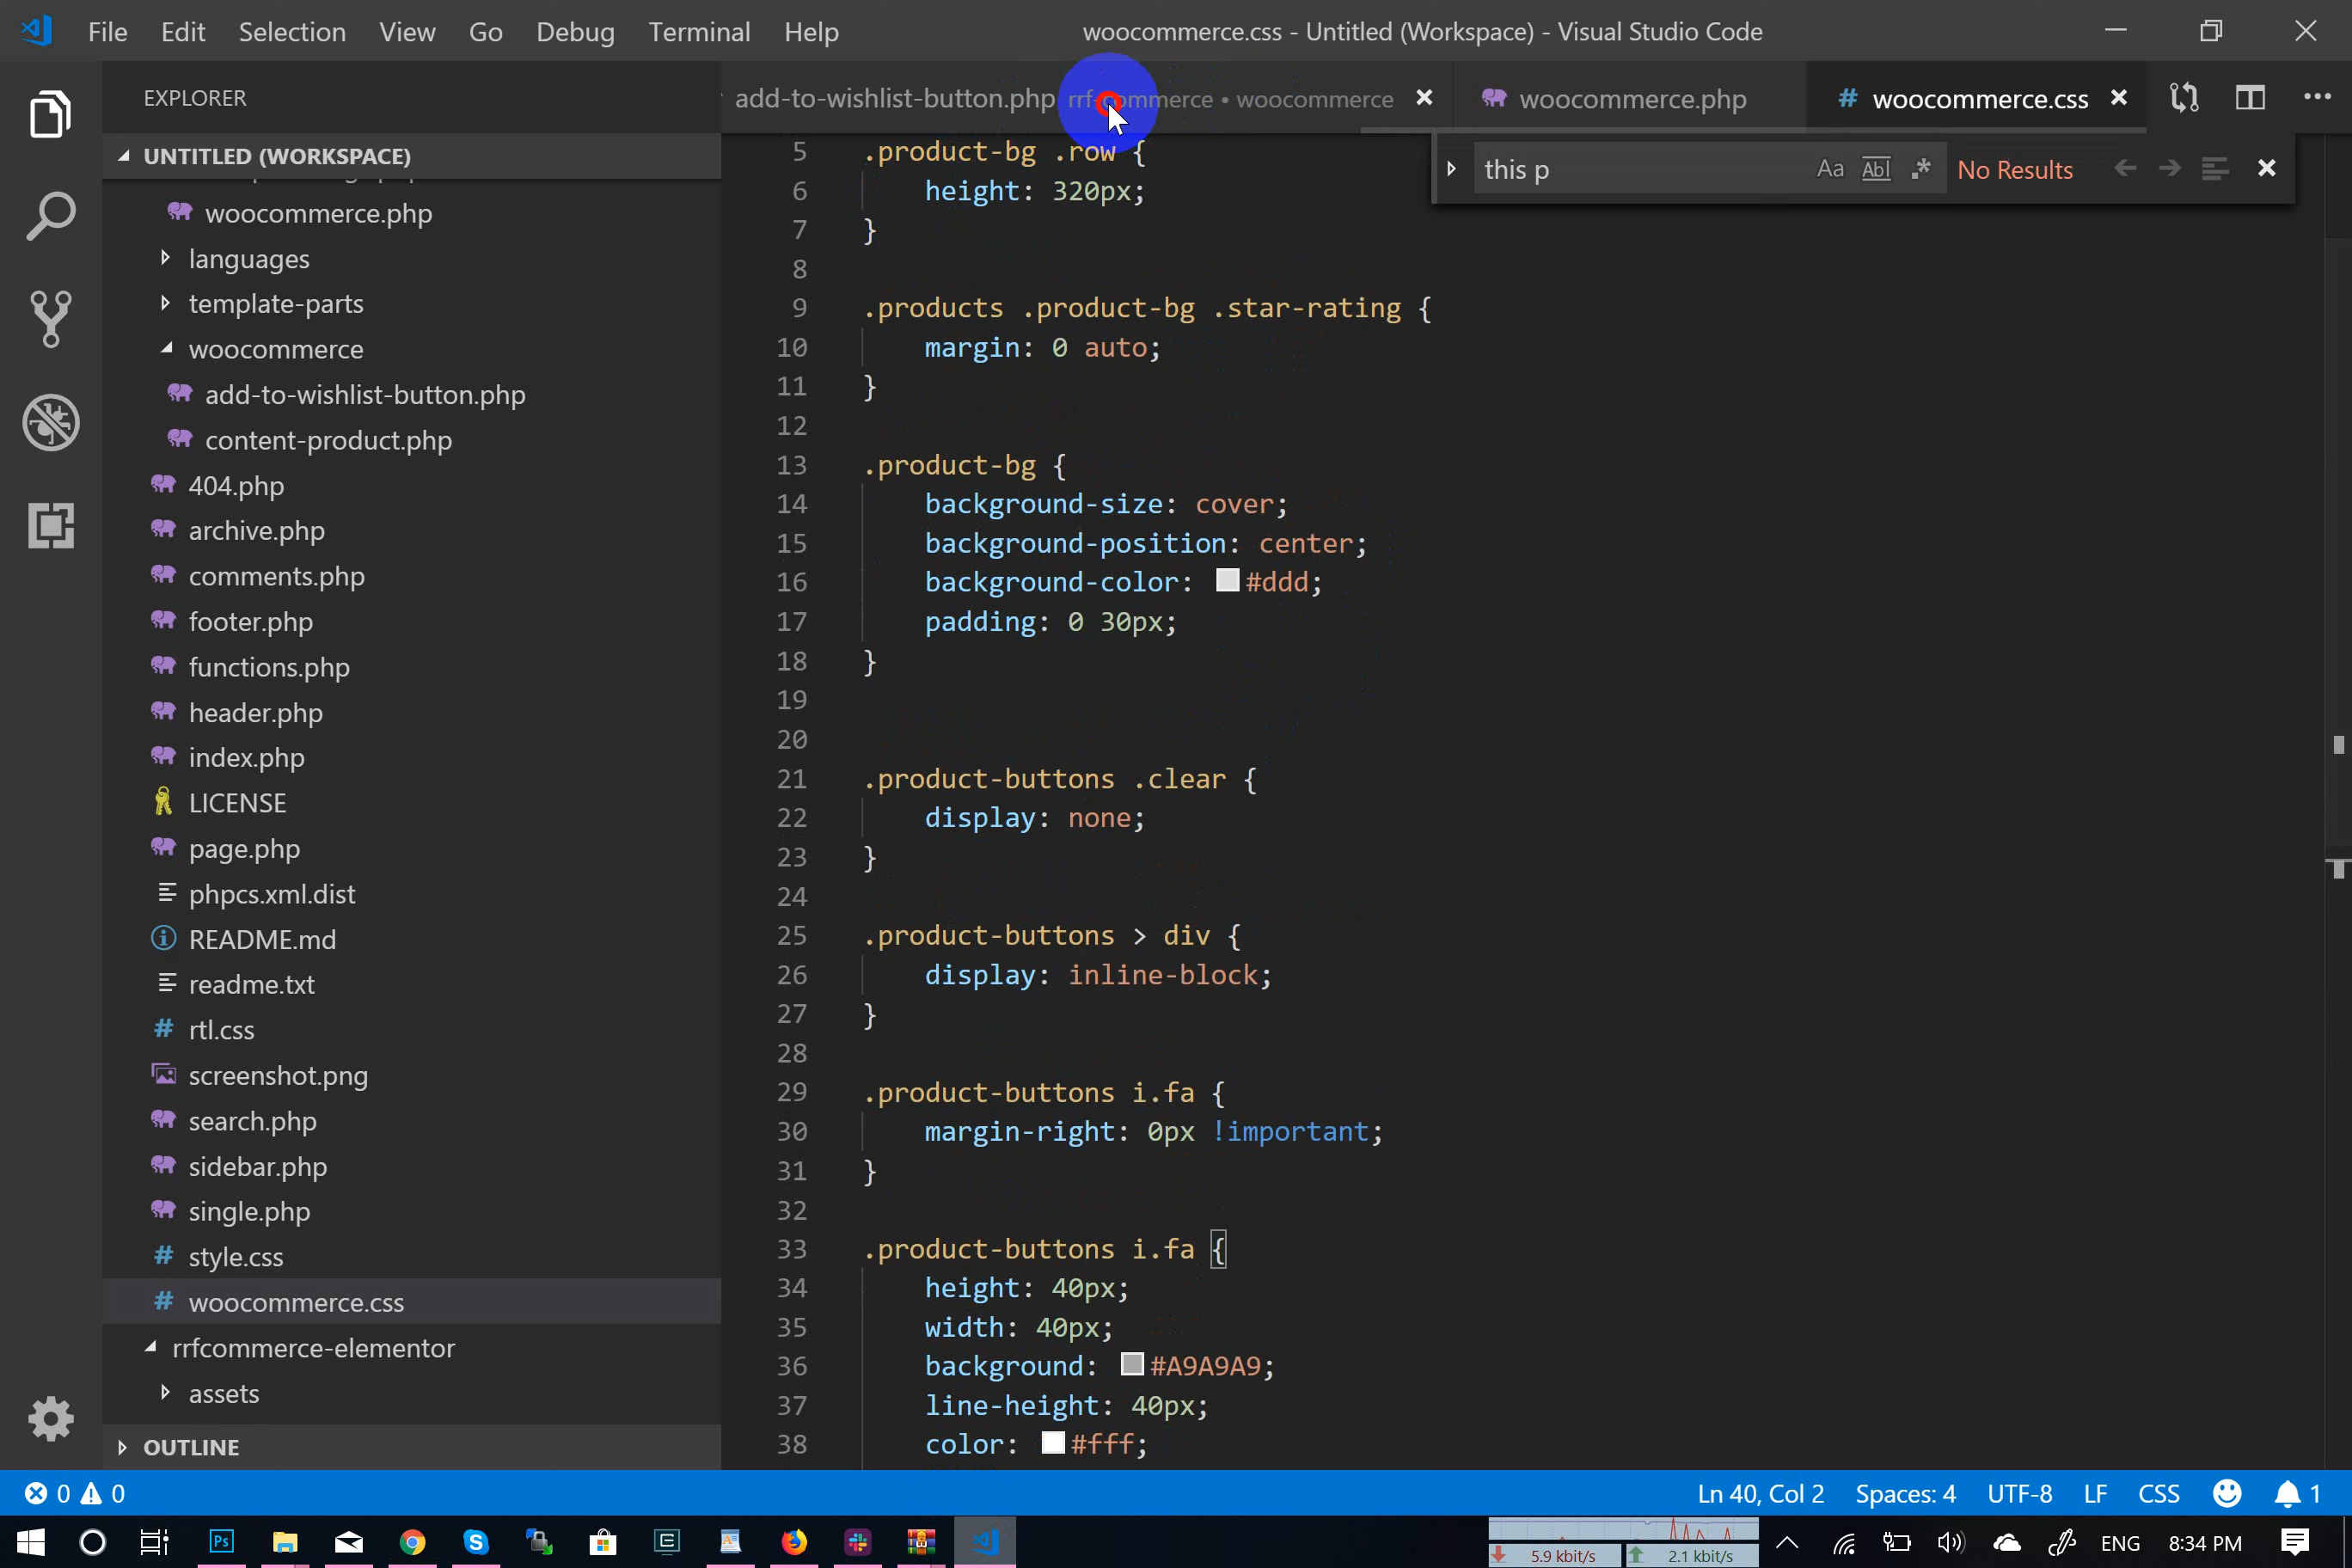 File Edit Selection View Go Debug Terminal Help
woocommerce.css - Untitled (Workspace) - Visual Studio Code
EXPLORER
UNTITLED (WORKSPACE)
woocommerce.php
languages
template-parts
woocommerce
add-to-wishlist-button.php
content-product.php
404.php
archive.php
comments.php
footer.php
functions.php
header.php
index.php
LICENSE
page.php
phpcs.xml.dist
README.md
readme.txt
rtl.css
screenshot.png
search.php
sidebar.php
single.php
style.css
woocommerce.css
rrfcommerce-elementor
assets
OUTLINE
add-to-wishlist-button.php rrf-commerce • woocommerce
woocommerce.php
woocommerce.css
this p Aa Abl .* No Results
5 .product-bg .row {
6 height: 320px;
7 }
8
9 .products .product-bg .star-rating {
10 margin: 0 auto;
11 }
12
13 .product-bg {
14 background-size: cover;
15 background-position: center;
16 background-color: #ddd;
17 padding: 0 30px;
18 }
19
20
21 .product-buttons .clear {
22 display: none;
23 }
24
25 .product-buttons > div {
26 display: inline-block;
27 }
28
29 .product-buttons i.fa {
30 margin-right: 0px !important;
31 }
32
33 .product-buttons i.fa {
34 height: 40px;
35 width: 40px;
36 background: #A9A9A9;
37 line-height: 40px;
38 color: #fff;
0 0
Ln 40, Col 2 Spaces: 4 UTF-8 LF CSS 1
Ps
5.9 kbit/s 2.1 kbit/s
ENG 8:34 PM